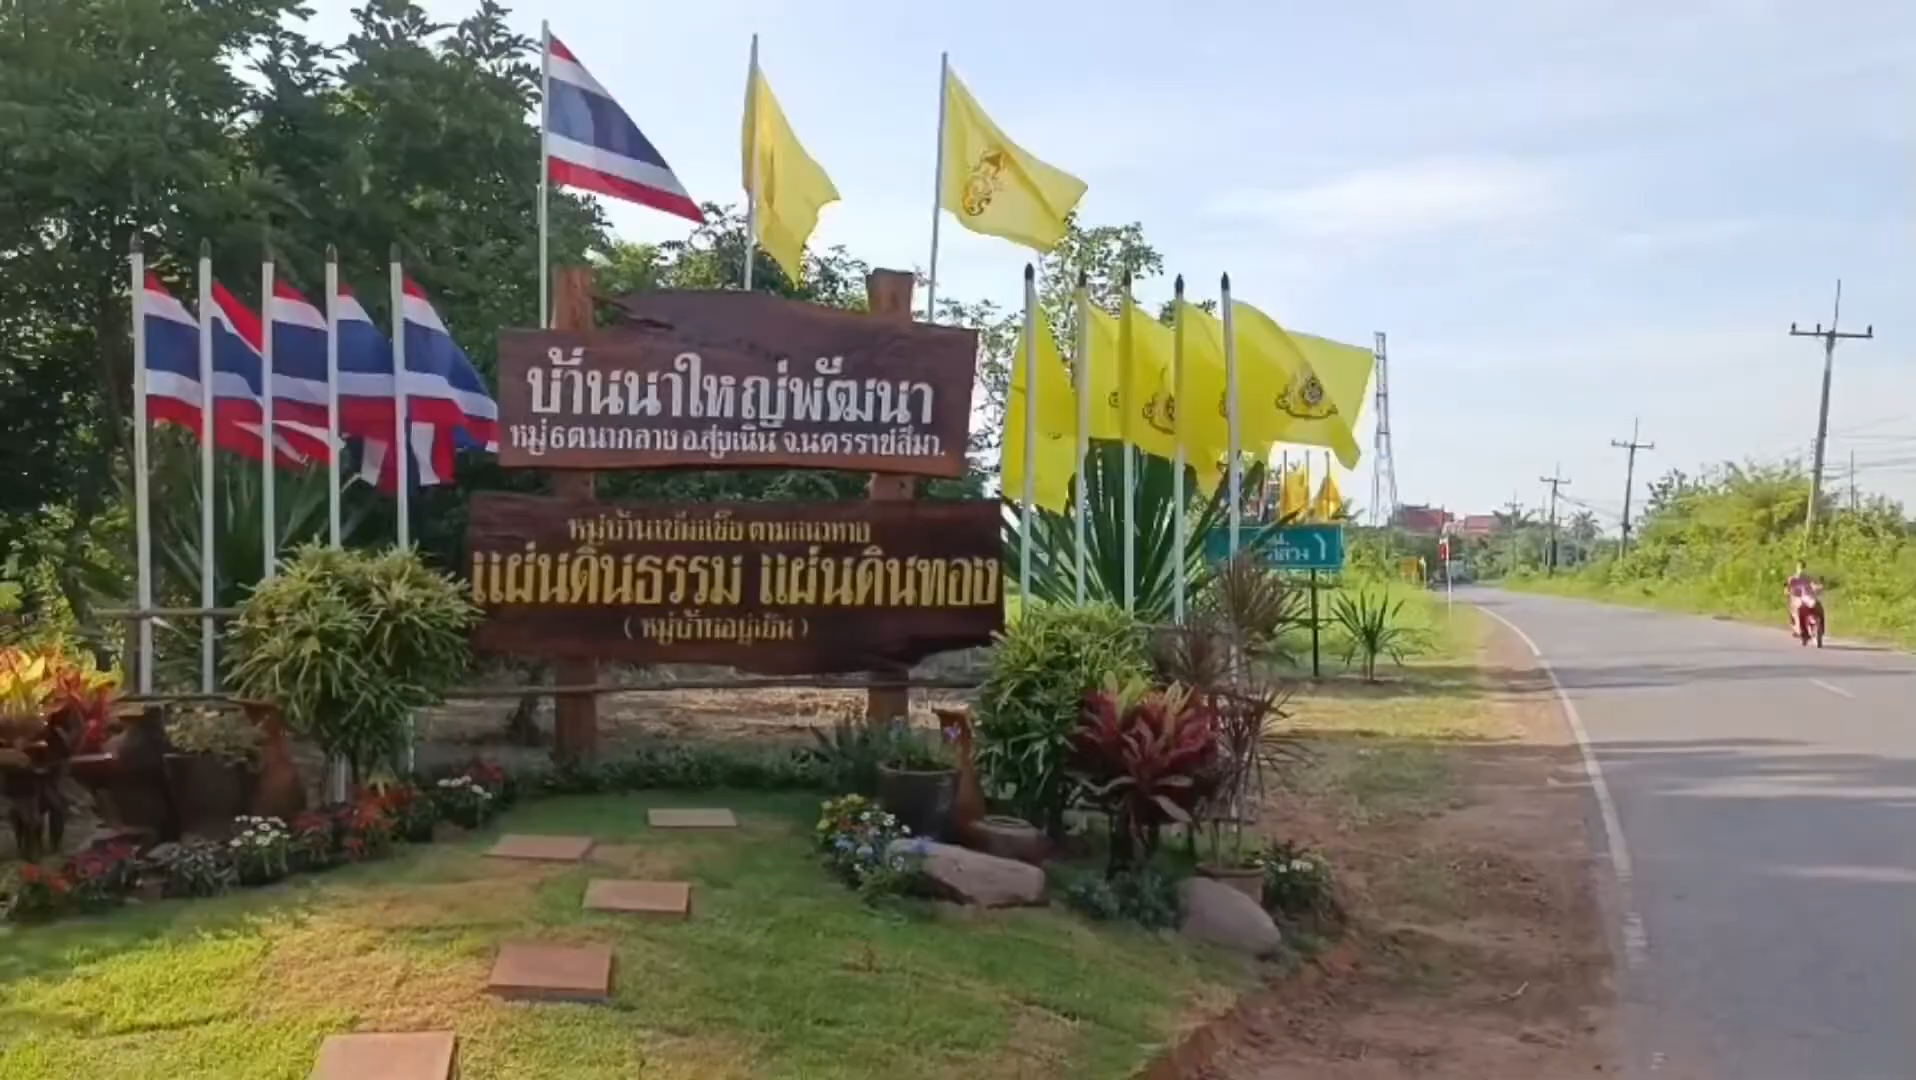 บ้านนาใหญ่พัฒนา
หมู่6ต.นากลาง อ.สูงเนิน จ.นครราชสีมา.
หมู่บ้านเข้มแข็ง ตามแนวทาง
แผ่นดินธรรม แผ่นดินทอง
(หมู่บ้านอยู่เย็น)